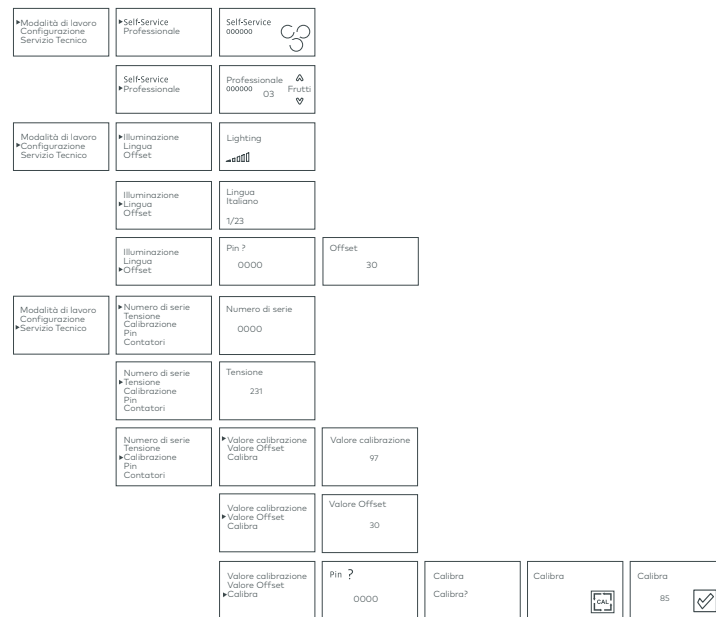 ▸Modalità di lavoro
Configurazione
Servizio Tecnico
▸Self-Service
Professionale
Self-Service
000000
Self-Service
▸Professionale
Professionale
000000 03 Frutti
Modalità di lavoro
▸Configurazione
Servizio Tecnico
▸Illuminazione
Lingua
Offset
Lighting
Illuminazione
▸Lingua
Offset
Lingua
Italiano
1/23
Illuminazione
Lingua
▸Offset
Pin ?
0000
Offset
30
Modalità di lavoro
Configurazione
▸Servizio Tecnico
▸Numero di serie
Tensione
Calibrazione
Pin
Contatori
Numero di serie
0000
Numero di serie
▸Tensione
Calibrazione
Pin
Contatori
Tensione
231
Numero di serie
Tensione
▸Calibrazione
Pin
Contatori
▸Valore calibrazione
Valore Offset
Calibra
Valore calibrazione
97
Valore calibrazione
▸Valore Offset
Calibra
Valore Offset
30
Valore calibrazione
Valore Offset
▸Calibra
Pin ?
0000
Calibra
Calibra?
Calibra
CAL
Calibra
85